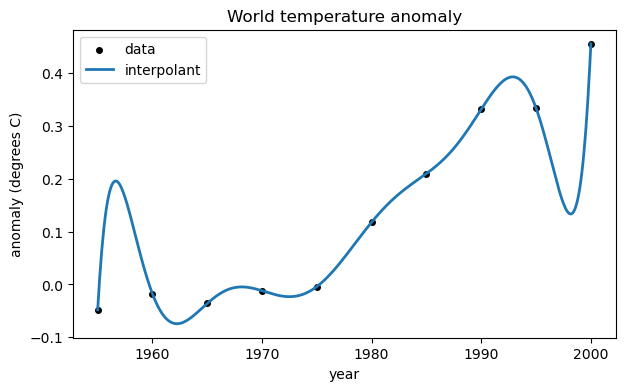 World temperature anomaly
data
interpolant
anomaly (degrees C)
0.4
0.3
0.2
0.1
0.0
−0.1
1960
1970
1980
1990
2000
year